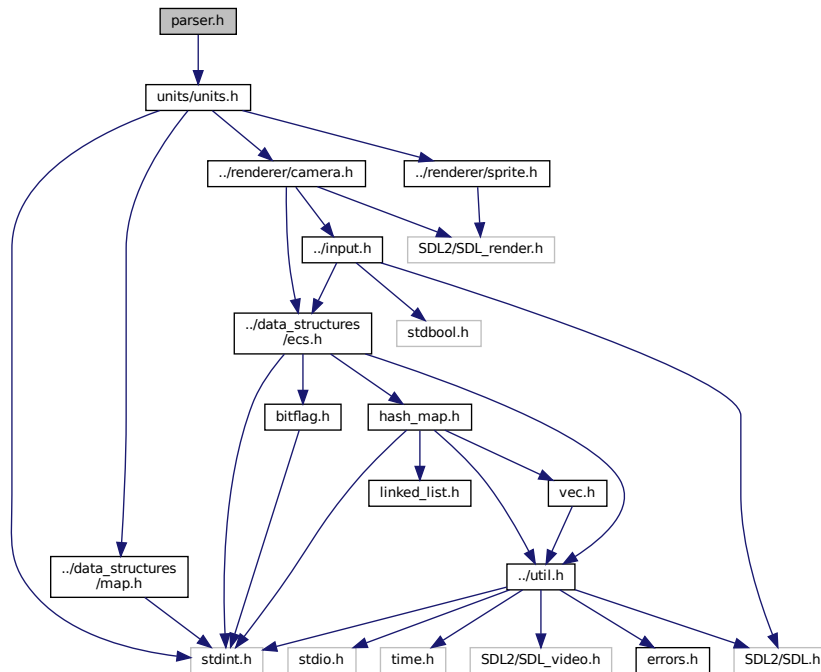 parser.h
units/units.h
../renderer/camera.h
../renderer/sprite.h
../input.h
SDL2/SDL_render.h
../data_structures
/ecs.h
stdbool.h
bitflag.h
hash_map.h
linked_list.h
vec.h
../data_structures
/map.h
../util.h
stdint.h
stdio.h
time.h
SDL2/SDL_video.h
errors.h
SDL2/SDL.h